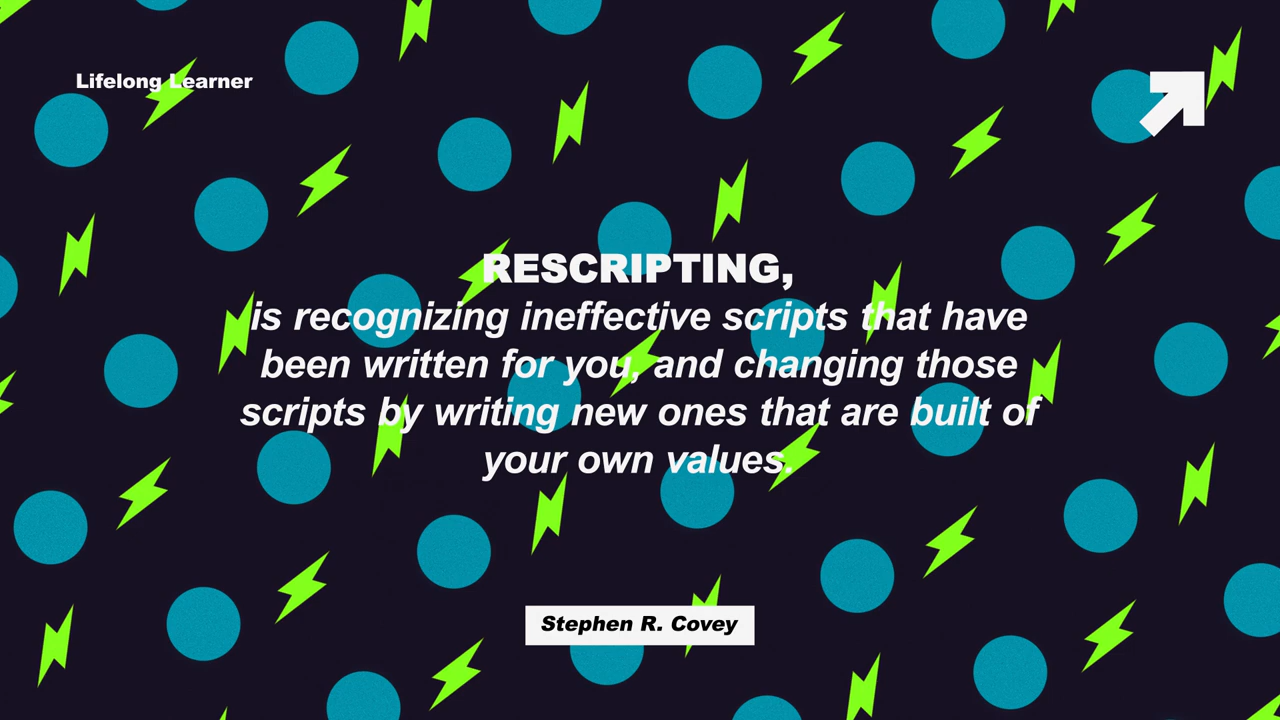 Lifelong Learner
RESCRIPTING,
is recognizing ineffective scripts that have
been written for you, and changing those
scripts by writing new ones that are built of
your own values.
Stephen R. Covey